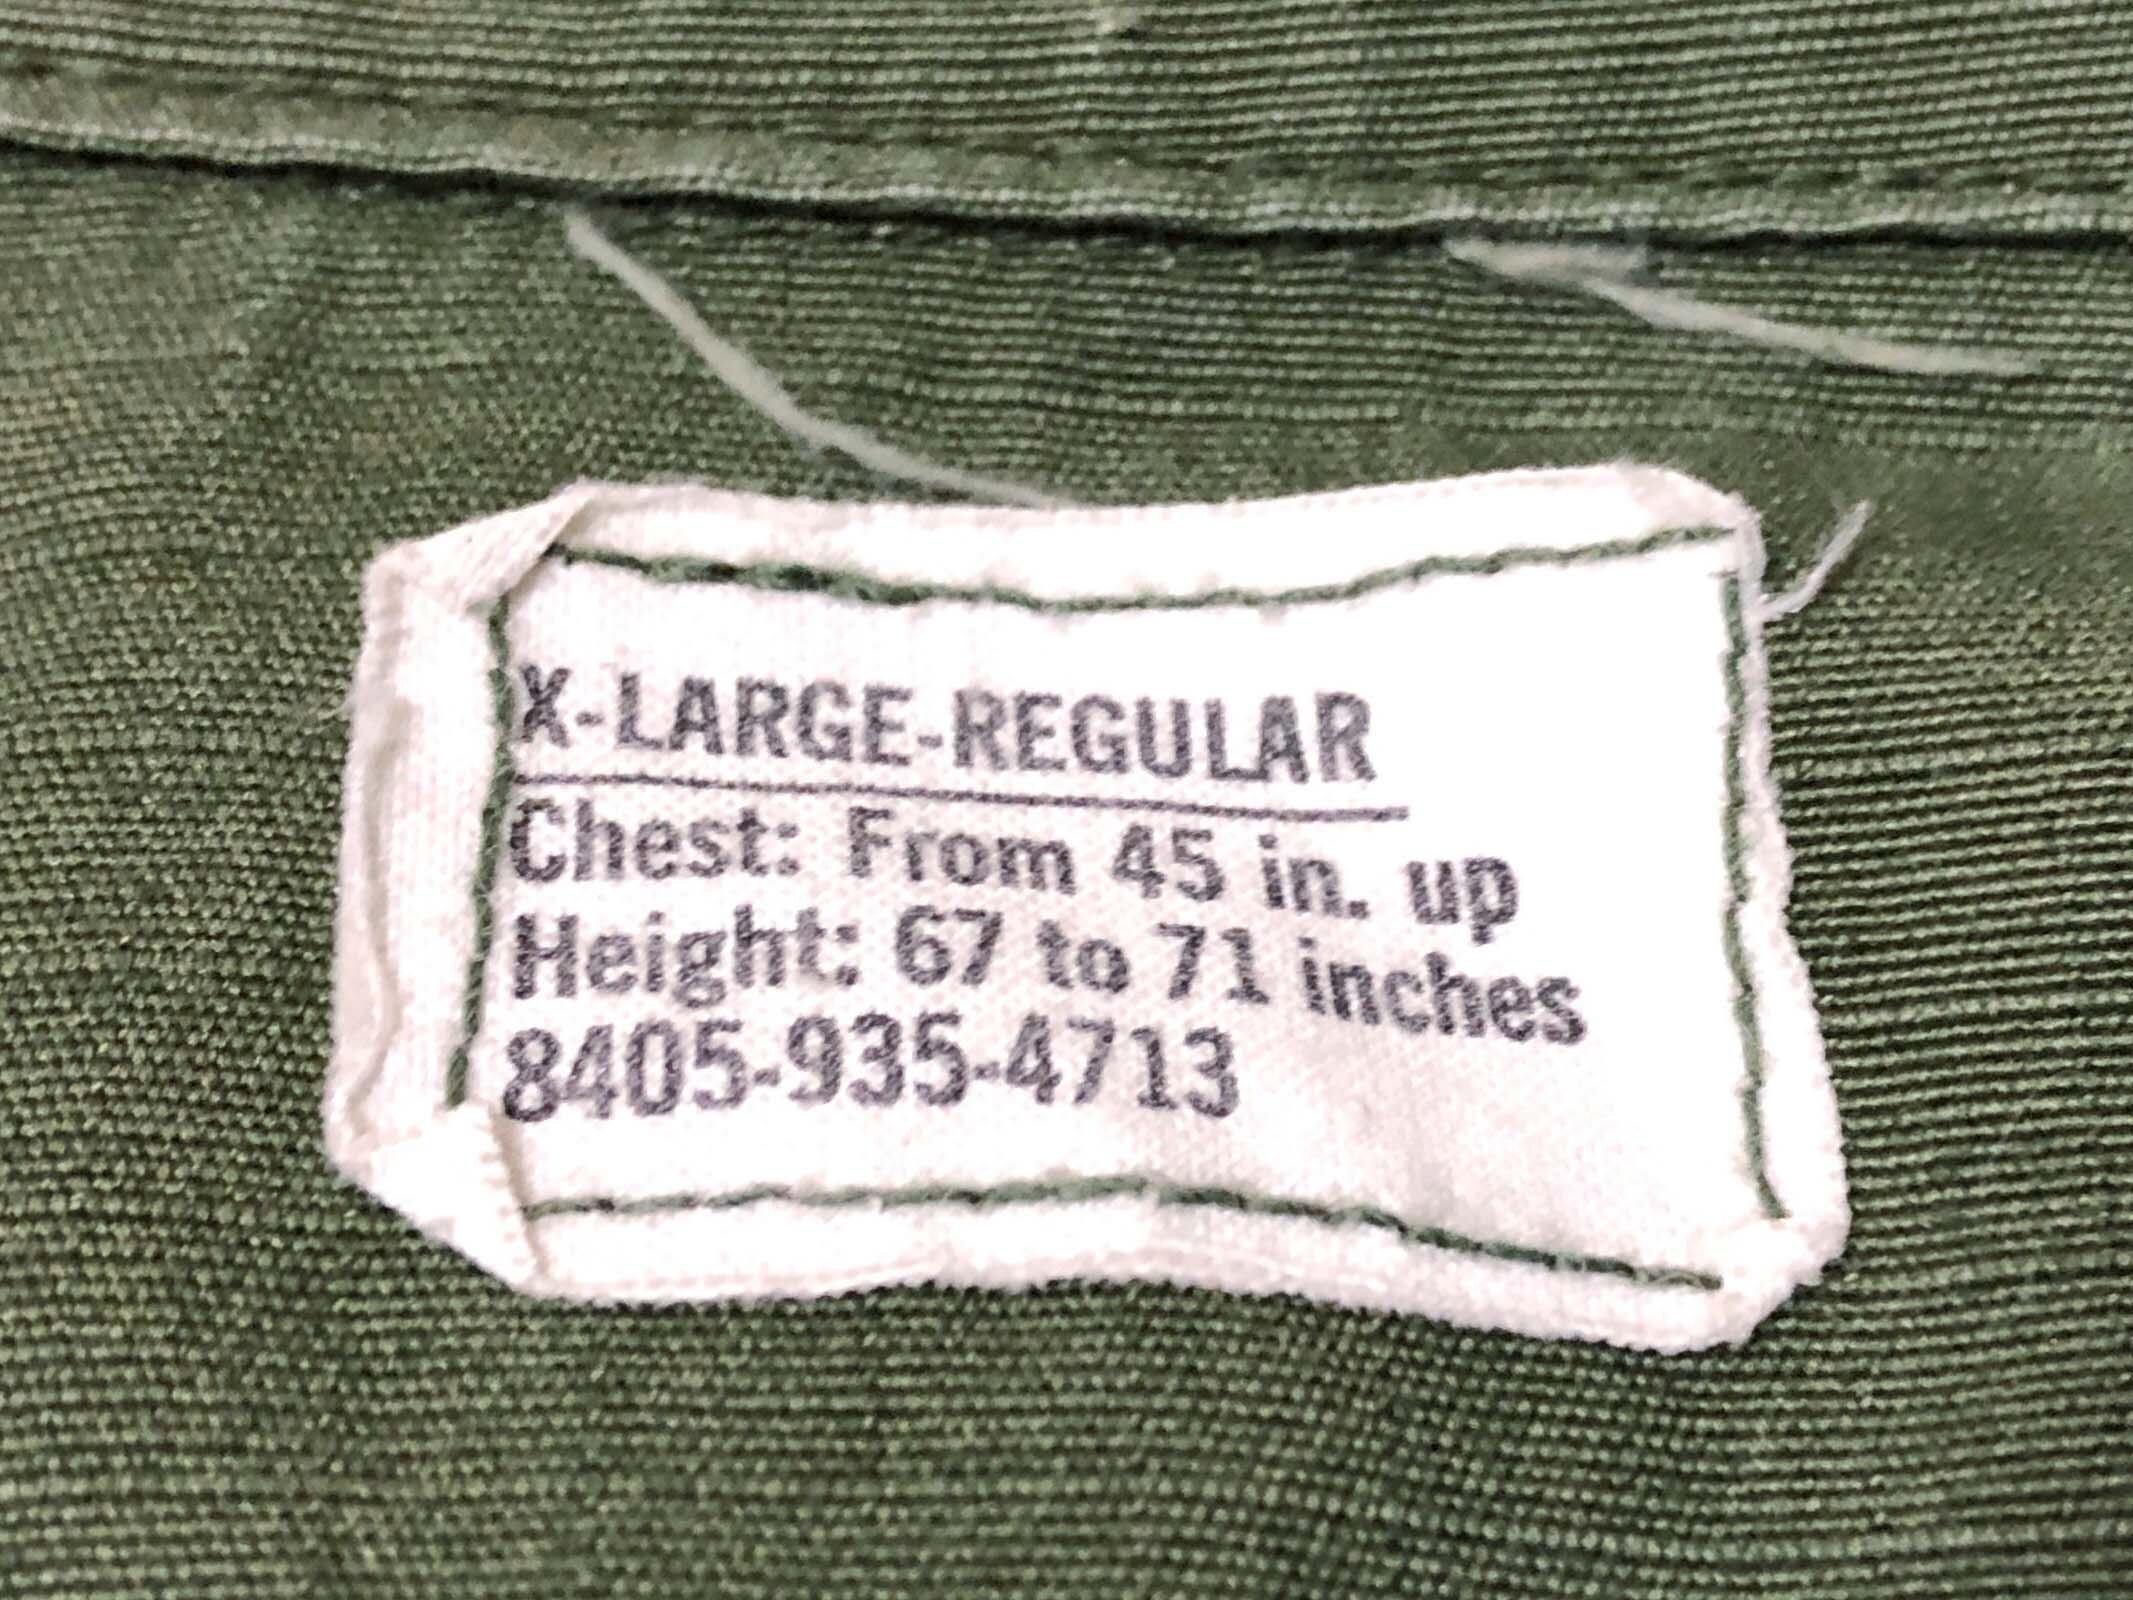 X-LARGE-REGULAR
Chest: From 45 in. up
Height: 67 to 71 inches
8405-935-4713